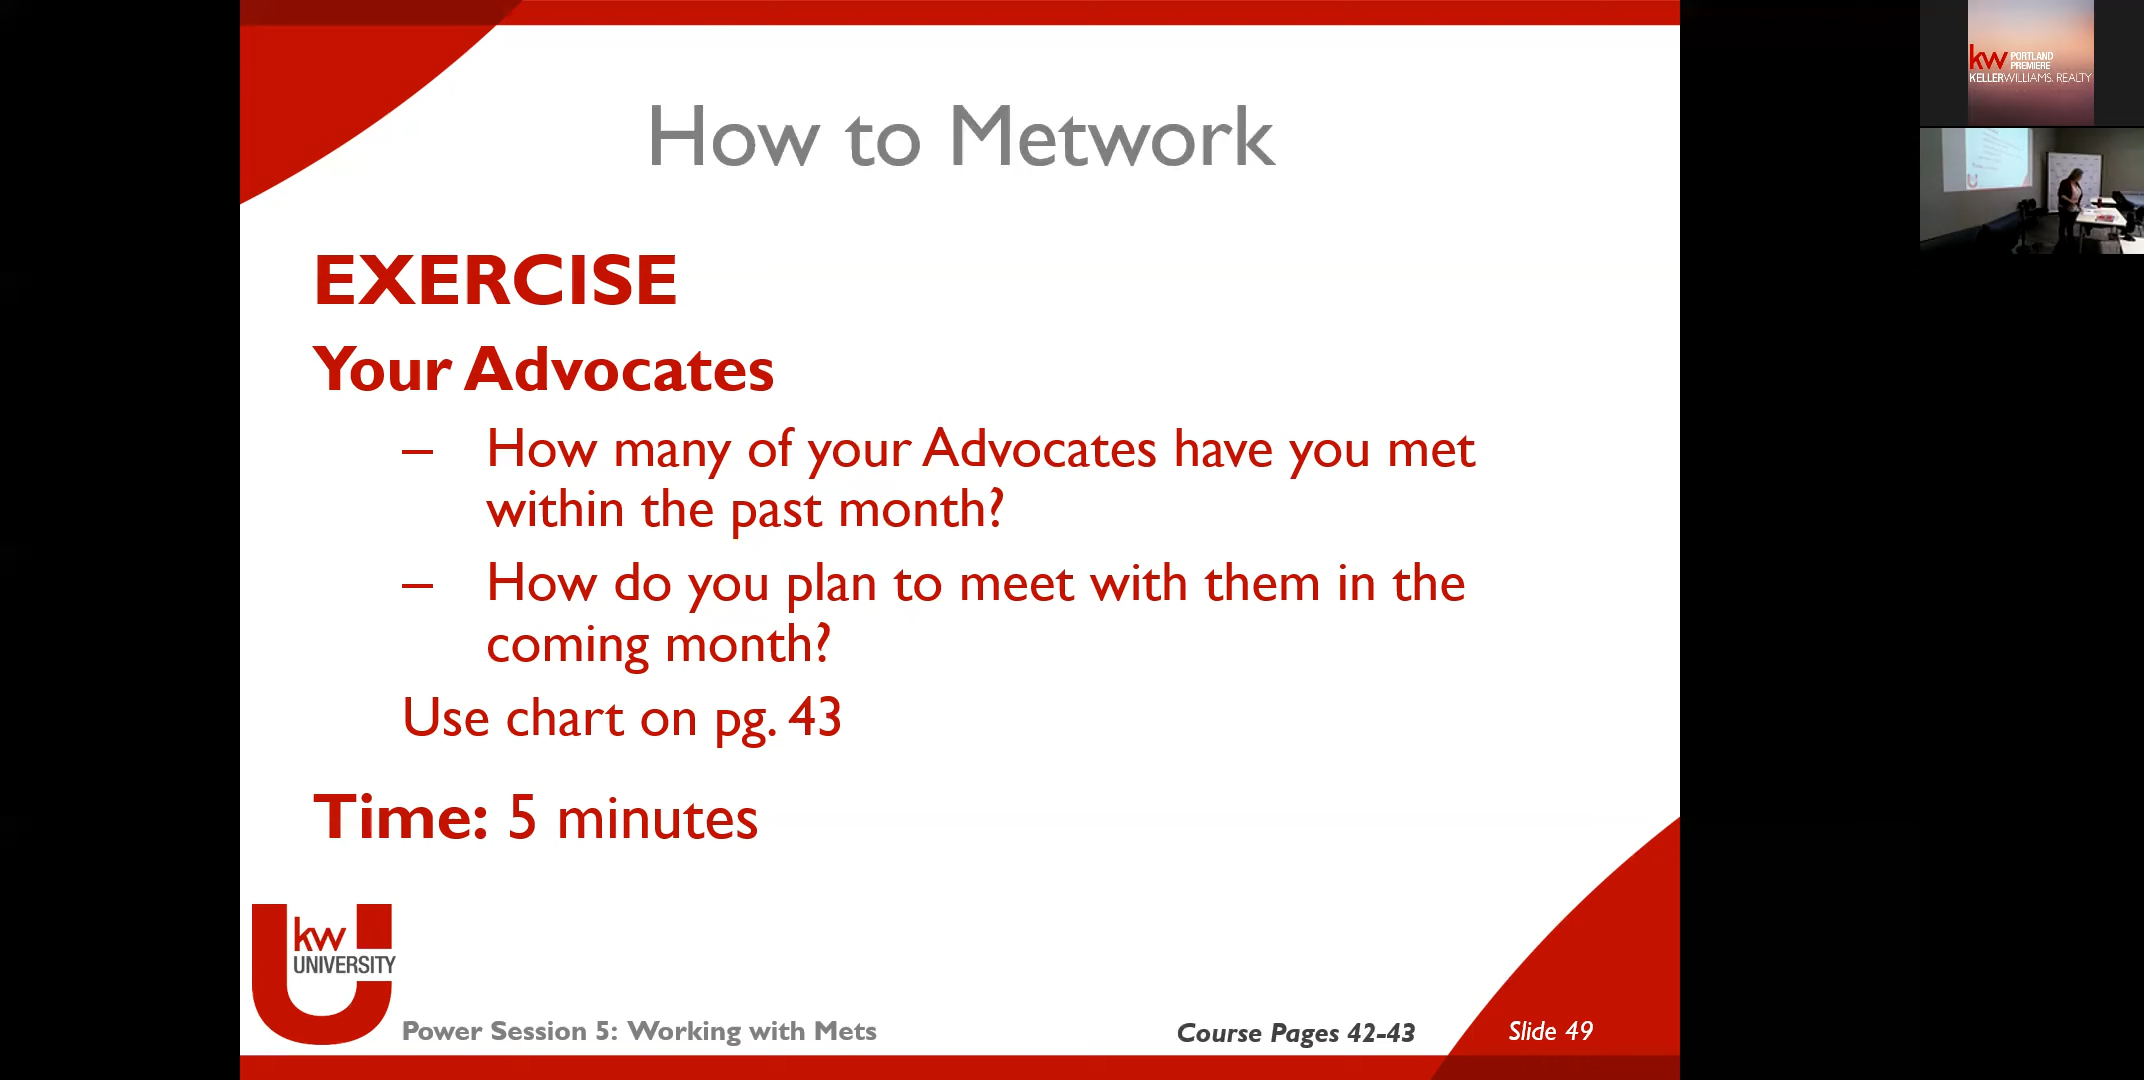 How to Metwork
EXERCISE
Your Advocates
– How many of your Advocates have you met
within the past month?
– How do you plan to meet with them in the
coming month?
Use chart on pg. 43
Time: 5 minutes
kw
UNIVERSITY
Power Session 5: Working with Mets
Course Pages 42-43
Slide 49
kw PORTLAND
PREMIERE
KELLERWILLIAMS. REALTY